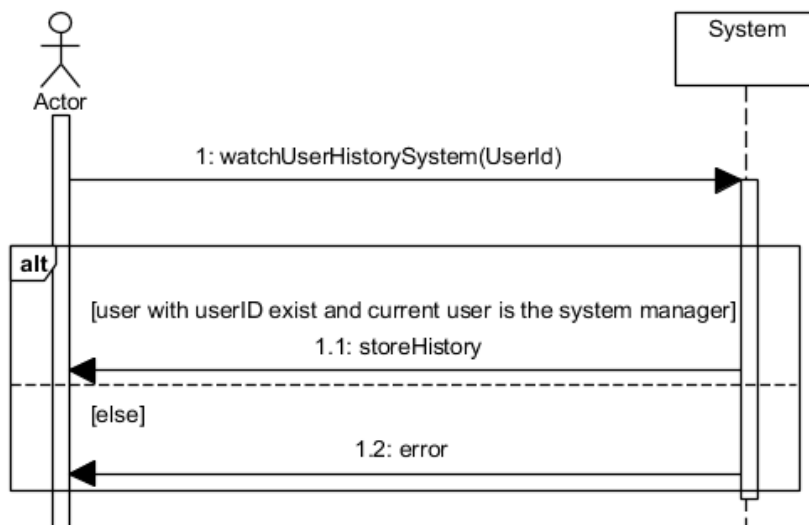 System
Actor
1: watchUserHistorySystem(UserId)
alt
[user with userID exist and current user is the system manager]
1.1: storeHistory
[else]
1.2: error